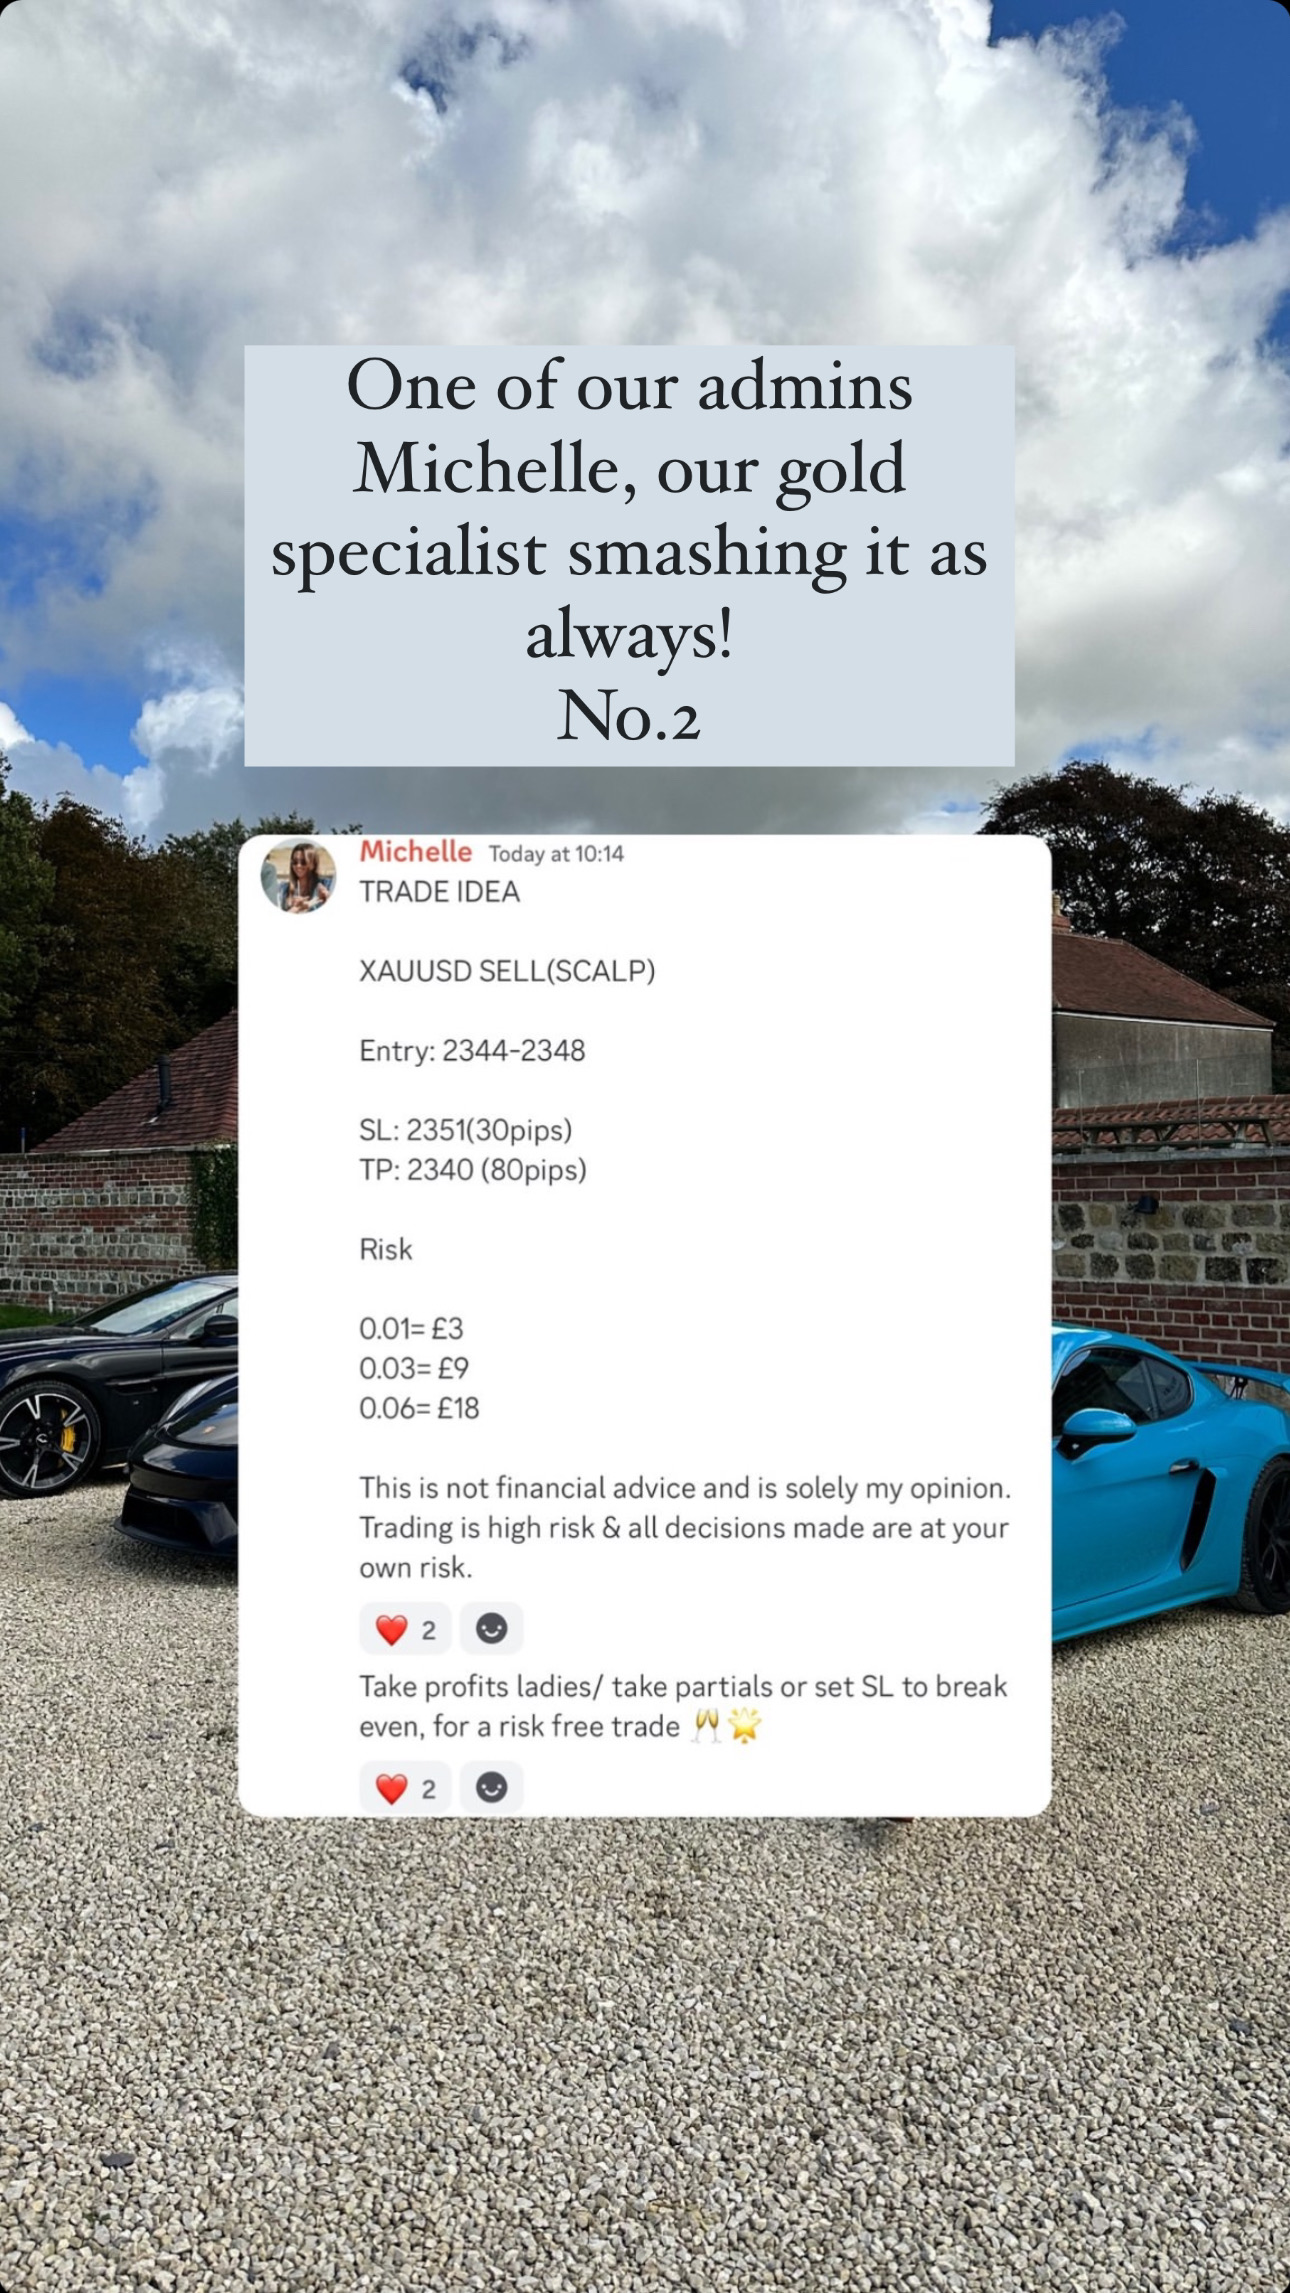 One of our admins
Michelle, our gold
specialist smashing it as
always!
No.2
Michelle Today at 10:14
TRADE IDEA
XAUUSD SELL(SCALP)
Entry: 2344-2348
SL: 2351(30pips)
TP: 2340 (80pips)
Risk
0.01= £3
0.03= £9
0.06= £18
This is not financial advice and is solely my opinion.
Trading is high risk & all decisions made are at your
own risk.
❤️ 2
Take profits ladies/ take partials or set SL to break
even, for a risk free trade 🥂🌟
❤️ 2